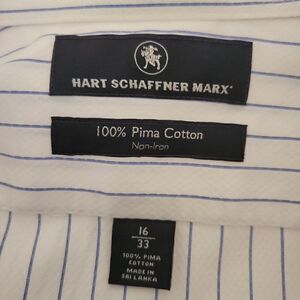 HART SCHAFFNER MARX
100% Pima Cotton
Non-Iron
16
33
100% PIMA
COTTON
MADE IN
SRI LANKA